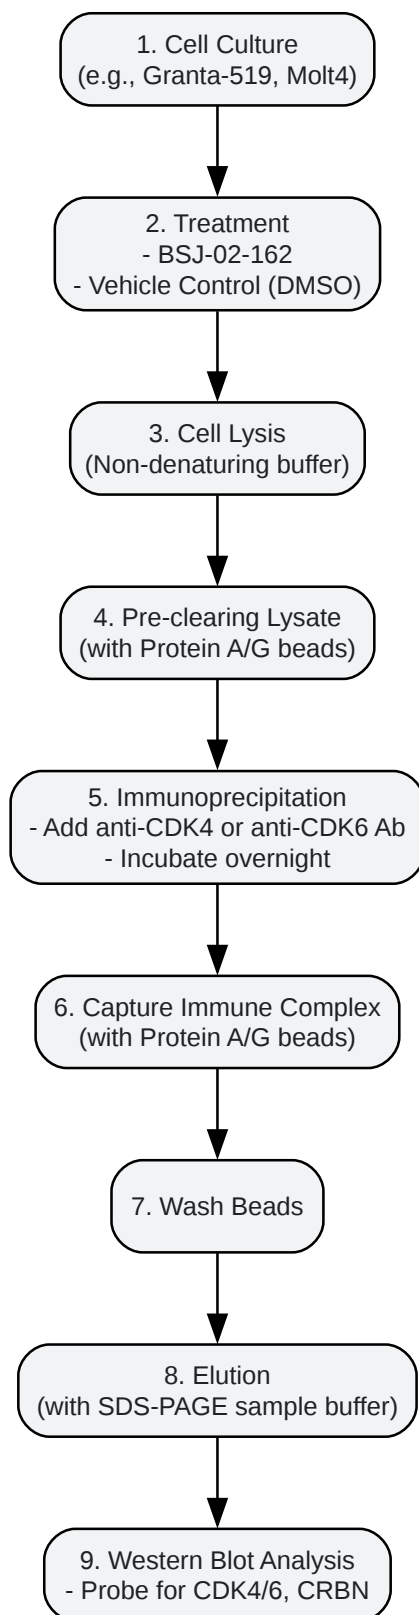 1. Cell Culture
(e.g., Granta-519, Molt4)
2. Treatment
- BSJ-02-162
- Vehicle Control (DMSO)
3. Cell Lysis
(Non-denaturing buffer)
4. Pre-clearing Lysate
(with Protein A/G beads)
5. Immunoprecipitation
- Add anti-CDK4 or anti-CDK6 Ab
- Incubate overnight
6. Capture Immune Complex
(with Protein A/G beads)
7. Wash Beads
8. Elution
(with SDS-PAGE sample buffer)
9. Western Blot Analysis
- Probe for CDK4/6, CRBN